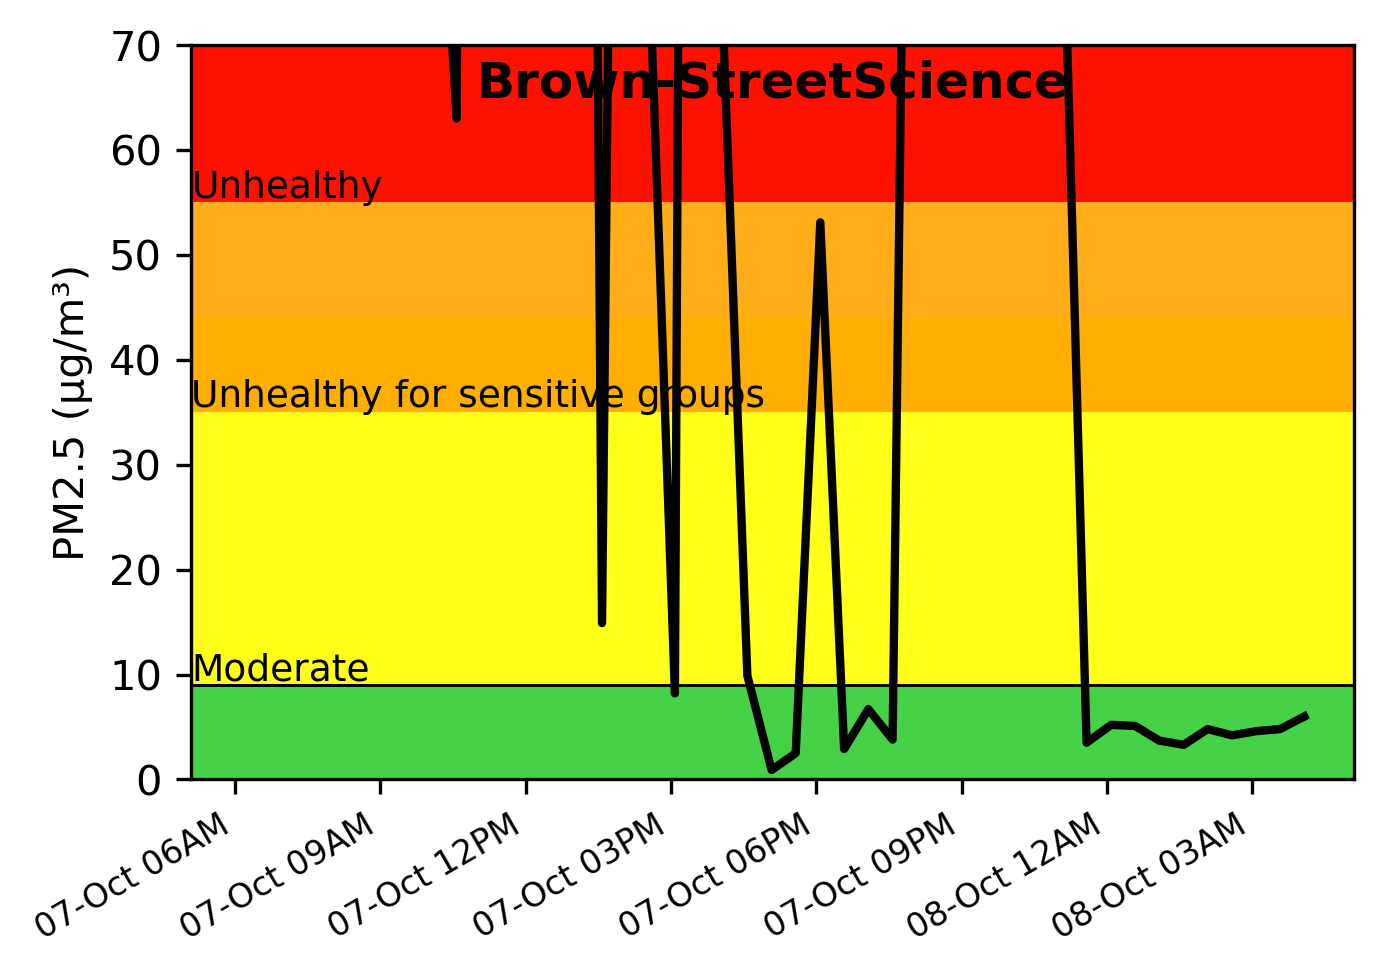 Brown-StreetScience
PM2.5 (µg/m³)
70
60
50
40
30
20
10
0
Unhealthy
Unhealthy for sensitive groups
Moderate
07-Oct 06AM
07-Oct 09AM
07-Oct 12PM
07-Oct 03PM
07-Oct 06PM
07-Oct 09PM
08-Oct 12AM
08-Oct 03AM